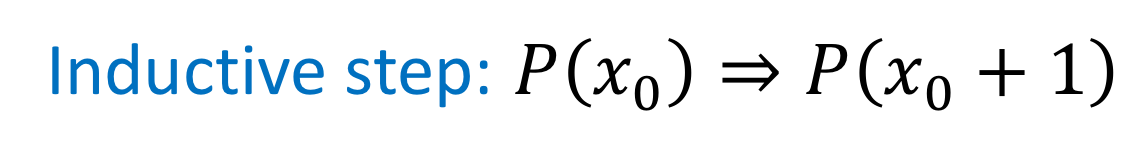 Inductive step: 𝑃(𝑥₀) ⇒ 𝑃(𝑥₀ + 1)